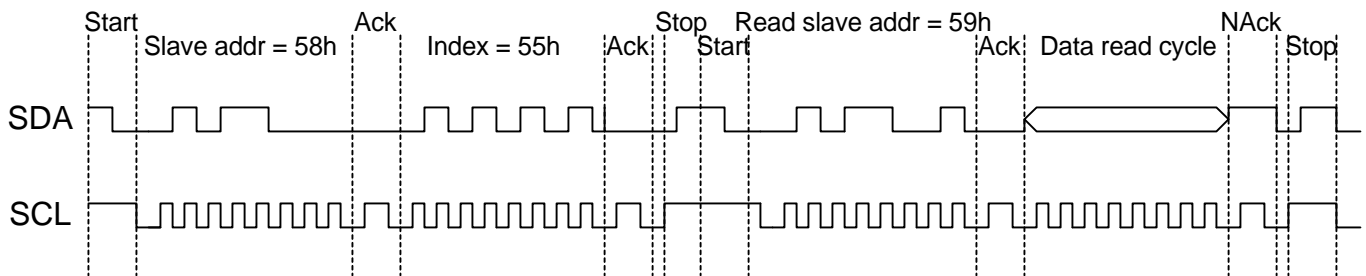 Start
Ack
Stop
Read slave addr = 59h
NAck
Slave addr = 58h
Index = 55h
Ack
Start
Ack
Data read cycle
Stop
SDA
SCL